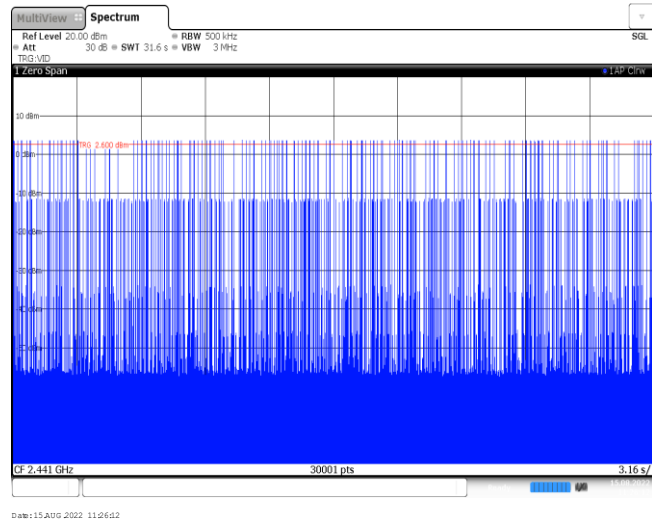 MultiView Spectrum
Ref Level 20.00 dBm RBW 500 kHz SGL
Att 30 dB SWT 31.6 s VBW 3 MHz
TRG:VID
1 Zero Span 1AP Clrw
10 dBm
TRG 2.600 dBm
0 dBm
-10 dBm
-20 dBm
-30 dBm
-40 dBm
CF 2.441 GHz 30001 pts 3.16 s/
Date:15.AUG.2022 11:26:12